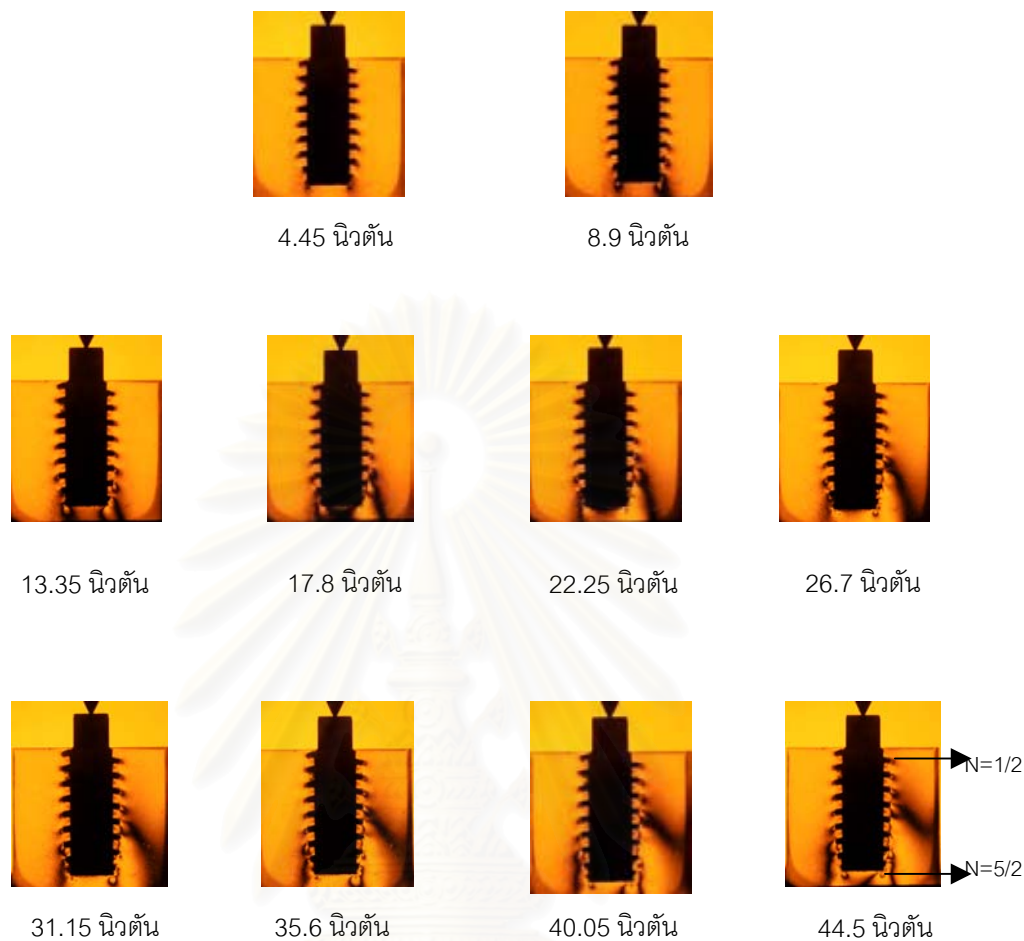 4.45 นิวตัน
8.9 นิวตัน
13.35 นิวตัน
17.8 นิวตัน
22.25 นิวตัน
26.7 นิวตัน
N=1/2
N=5/2
31.15 นิวตัน
35.6 นิวตัน
40.05 นิวตัน
44.5 นิวตัน